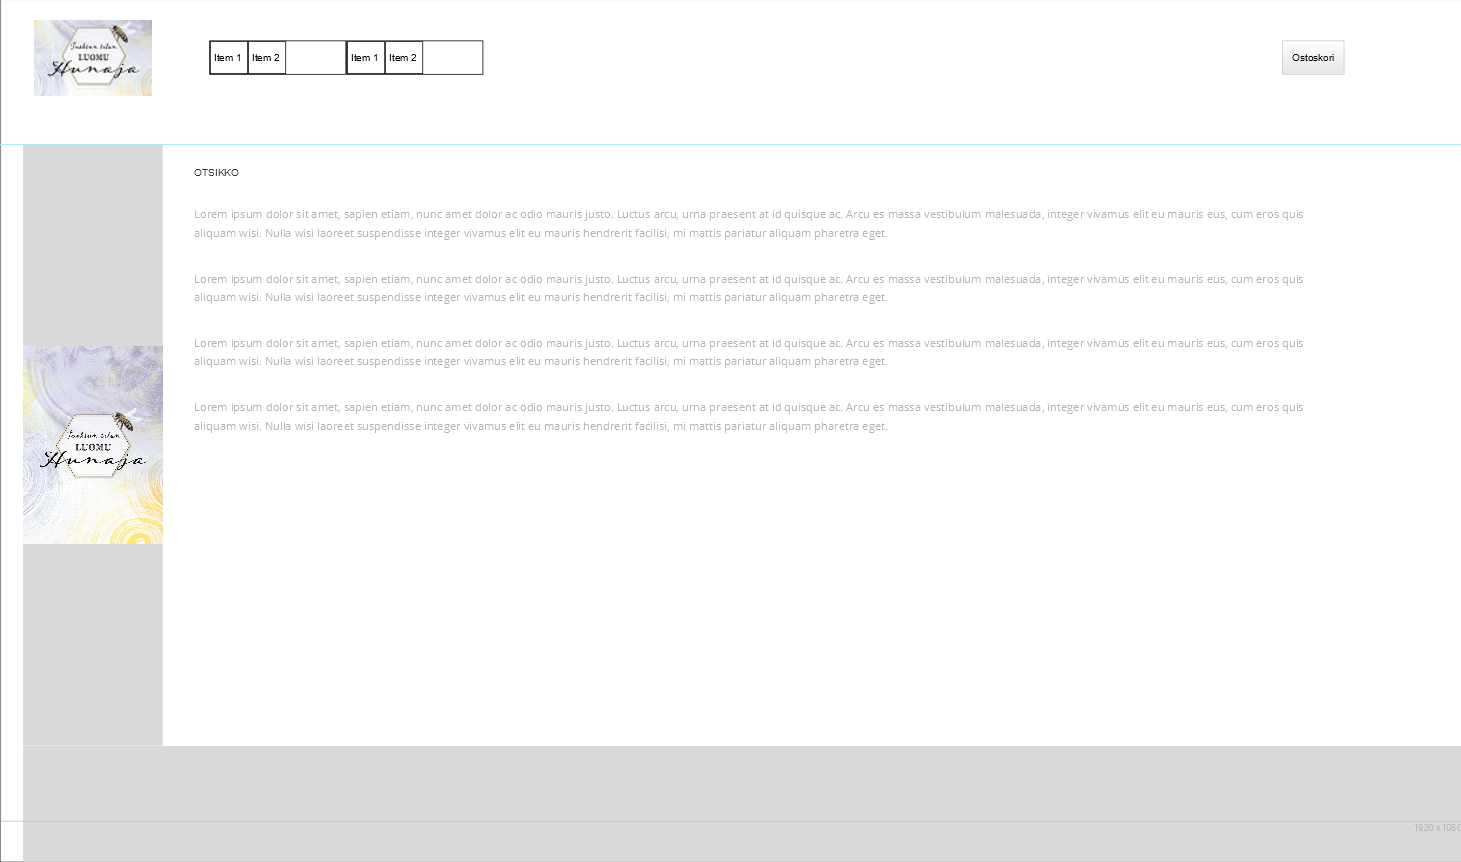 Juaksun tilan
LUOMU
Hunaja
Item 1 Item 2 Item 1 Item 2
Ostoskori
OTSIKKO
Lorem ipsum dolor sit amet, sapien etiam, nunc amet dolor ac odio mauris justo. Luctus arcu, urna praesent at id quisque ac. Arcu es massa vestibulum malesuada, integer vivamus elit eu mauris eus, cum eros quis
aliquam wisi. Nulla wisi laoreet suspendisse integer vivamus elit eu mauris hendrerit facilisi, mi mattis pariatur aliquam pharetra eget.
Lorem ipsum dolor sit amet, sapien etiam, nunc amet dolor ac odio mauris justo. Luctus arcu, urna praesent at id quisque ac. Arcu es massa vestibulum malesuada, integer vivamus elit eu mauris eus, cum eros quis
aliquam wisi. Nulla wisi laoreet suspendisse integer vivamus elit eu mauris hendrerit facilisi, mi mattis pariatur aliquam pharetra eget.
Lorem ipsum dolor sit amet, sapien etiam, nunc amet dolor ac odio mauris justo. Luctus arcu, urna praesent at id quisque ac. Arcu es massa vestibulum malesuada, integer vivamus elit eu mauris eus, cum eros quis
aliquam wisi. Nulla wisi laoreet suspendisse integer vivamus elit eu mauris hendrerit facilisi, mi mattis pariatur aliquam pharetra eget.
Lorem ipsum dolor sit amet, sapien etiam, nunc amet dolor ac odio mauris justo. Luctus arcu, urna praesent at id quisque ac. Arcu es massa vestibulum malesuada, integer vivamus elit eu mauris eus, cum eros quis
aliquam wisi. Nulla wisi laoreet suspendisse integer vivamus elit eu mauris hendrerit facilisi, mi mattis pariatur aliquam pharetra eget.
tilan
LUOMU
Hunaja
1920 x 1080